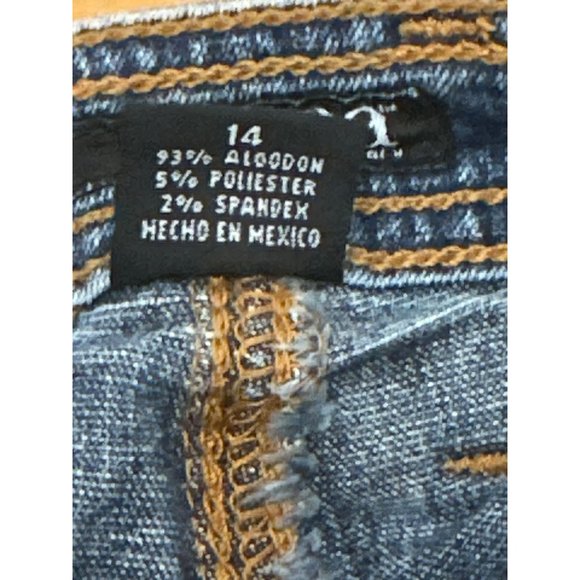 14
93% ALGODON
5% POLIESTER
2% SPANDEX
HECHO EN MEXICO